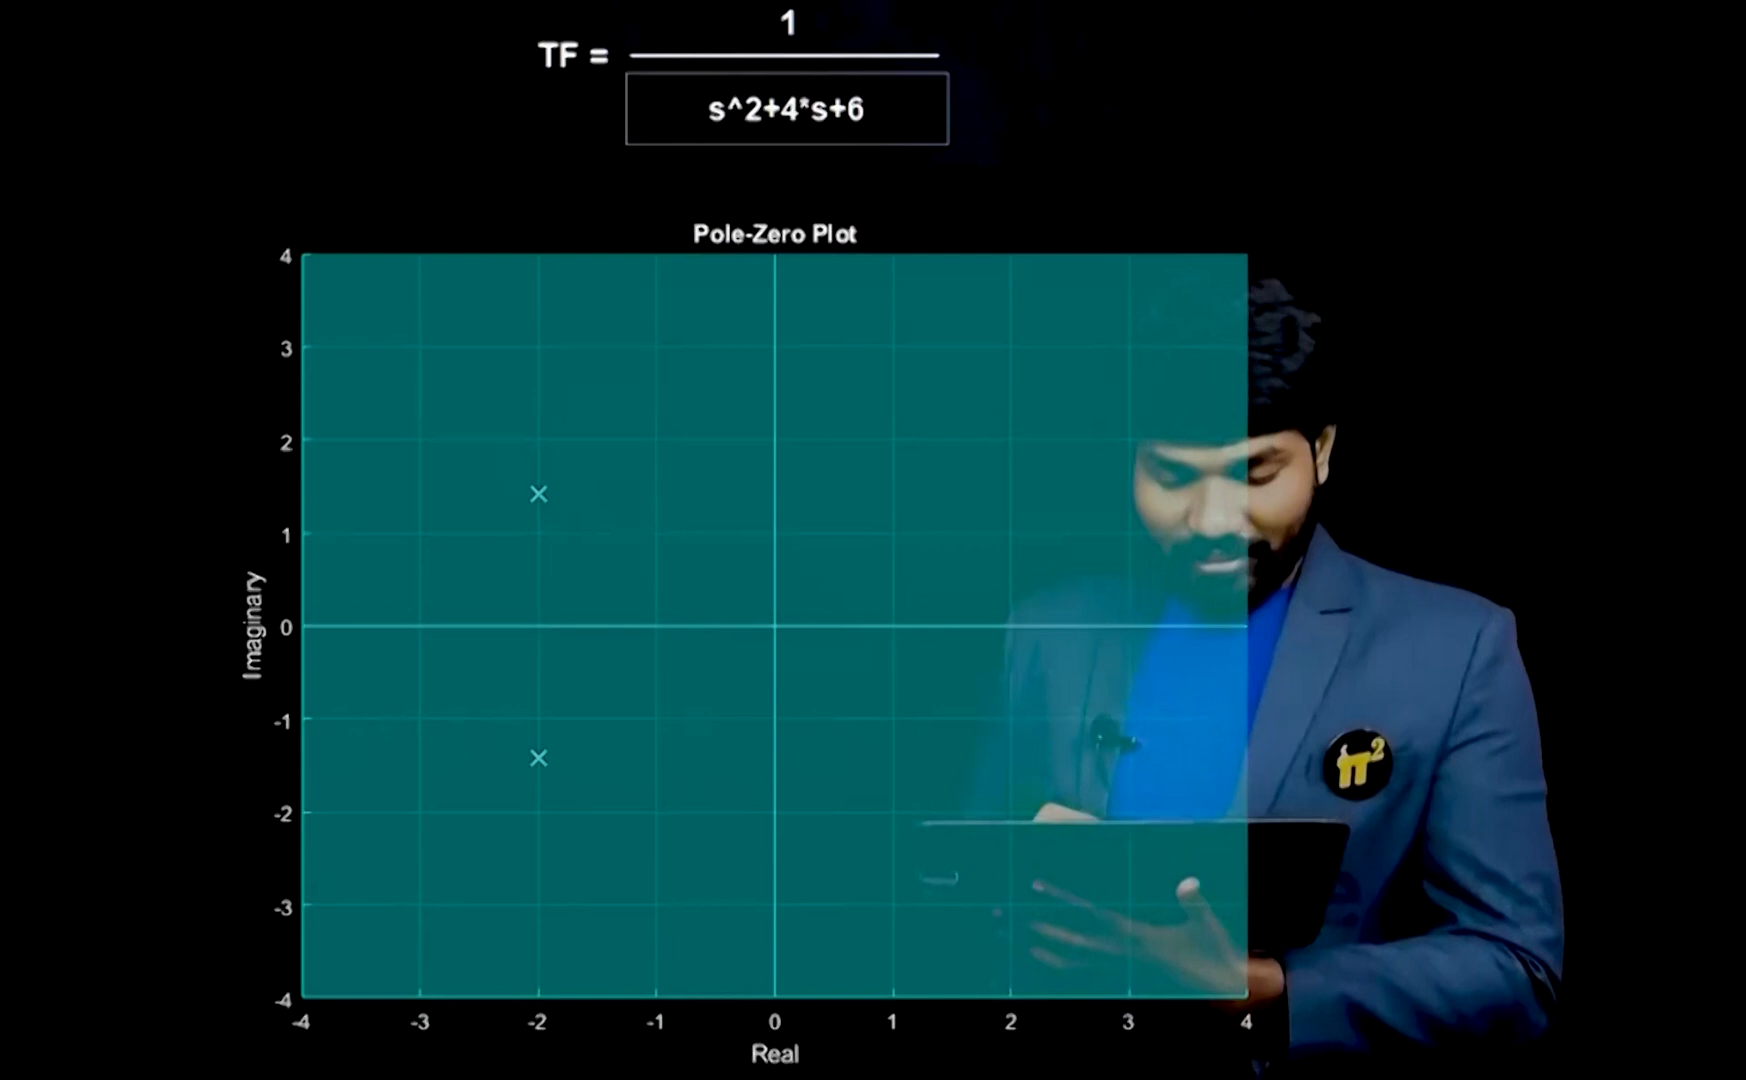 1
TF =
s^2+4*s+6
Pole-Zero Plot
4
3
2
1
0
-1
-2
-3
-4
Imaginary
-4 -3 -2 -1 0 1 2 3 4
Real
π²